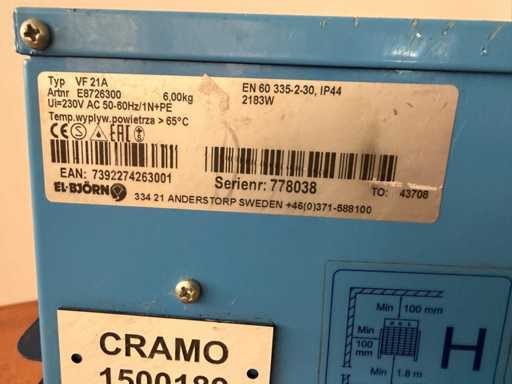 Typ VF 21A
Artnr E8726300 6,00kg EN 60 335-2-30, IP44
Ui=230V AC 50-60Hz/1N+PE 2183W
Temp.wyplyw.powietrza > 65°C
EAN: 7392274263001 Serienr: 778038 TO: 43708
EL-BJÖRN 334 21 ANDERSTORP SWEDEN +46(0)371-588100
Min 100 mm
Min 100 mm
H
Min 1.8 m
CRAMO
1500189